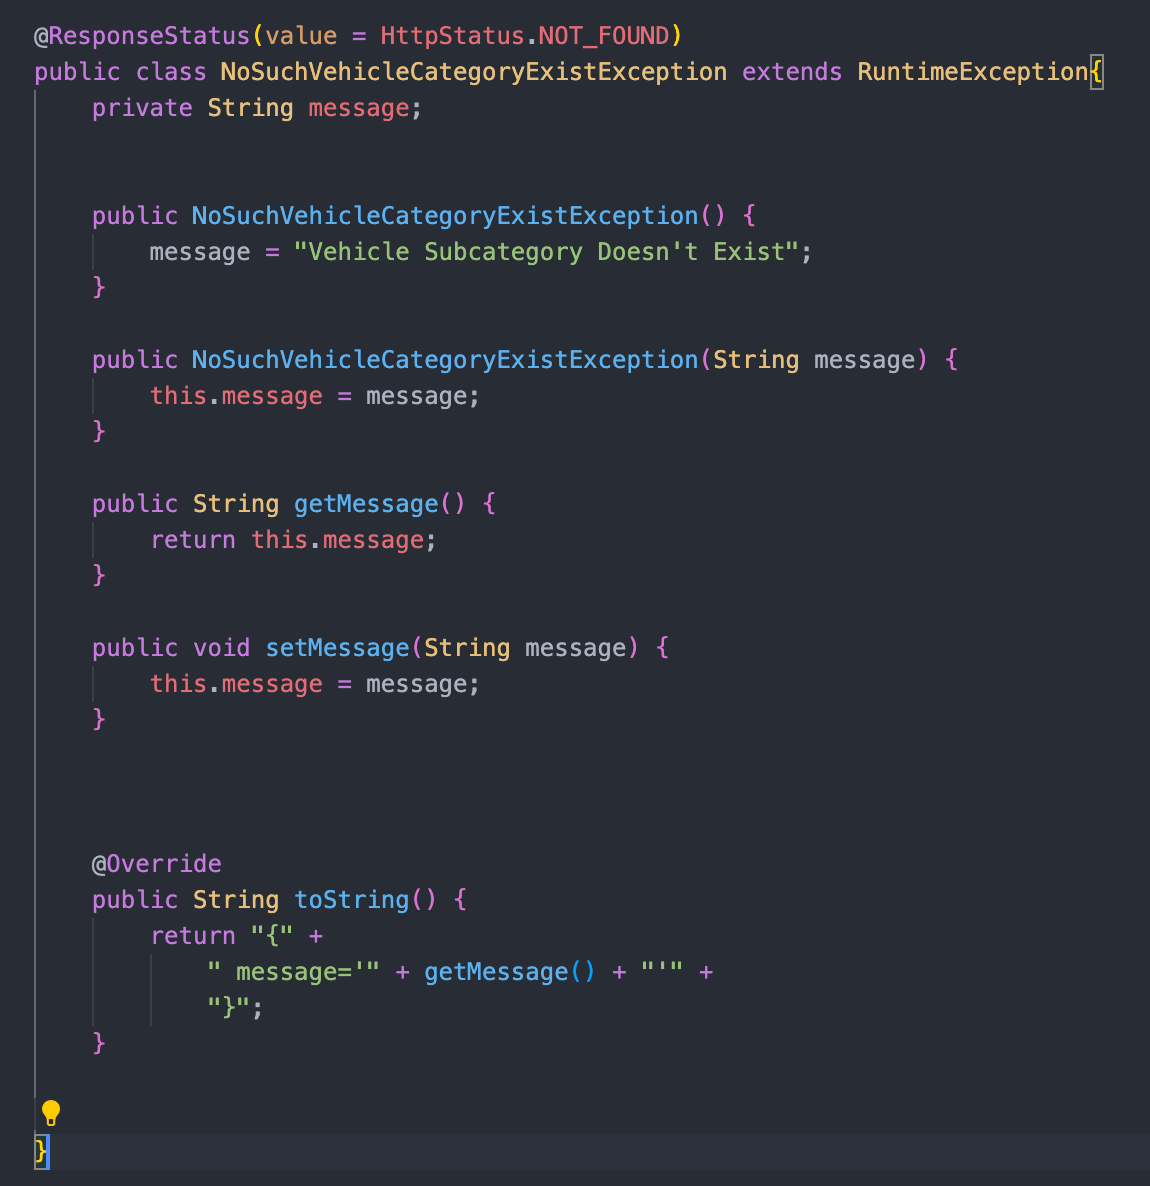 @ResponseStatus(value = HttpStatus.NOT_FOUND)
public class NoSuchVehicleCategoryExistException extends RuntimeException{
    private String message;


    public NoSuchVehicleCategoryExistException() {
        message = "Vehicle Subcategory Doesn't Exist";
    }

    public NoSuchVehicleCategoryExistException(String message) {
        this.message = message;
    }

    public String getMessage() {
        return this.message;
    }

    public void setMessage(String message) {
        this.message = message;
    }



    @Override
    public String toString() {
        return "{" +
            " message='" + getMessage() + "'" +
            "}";
    }


}